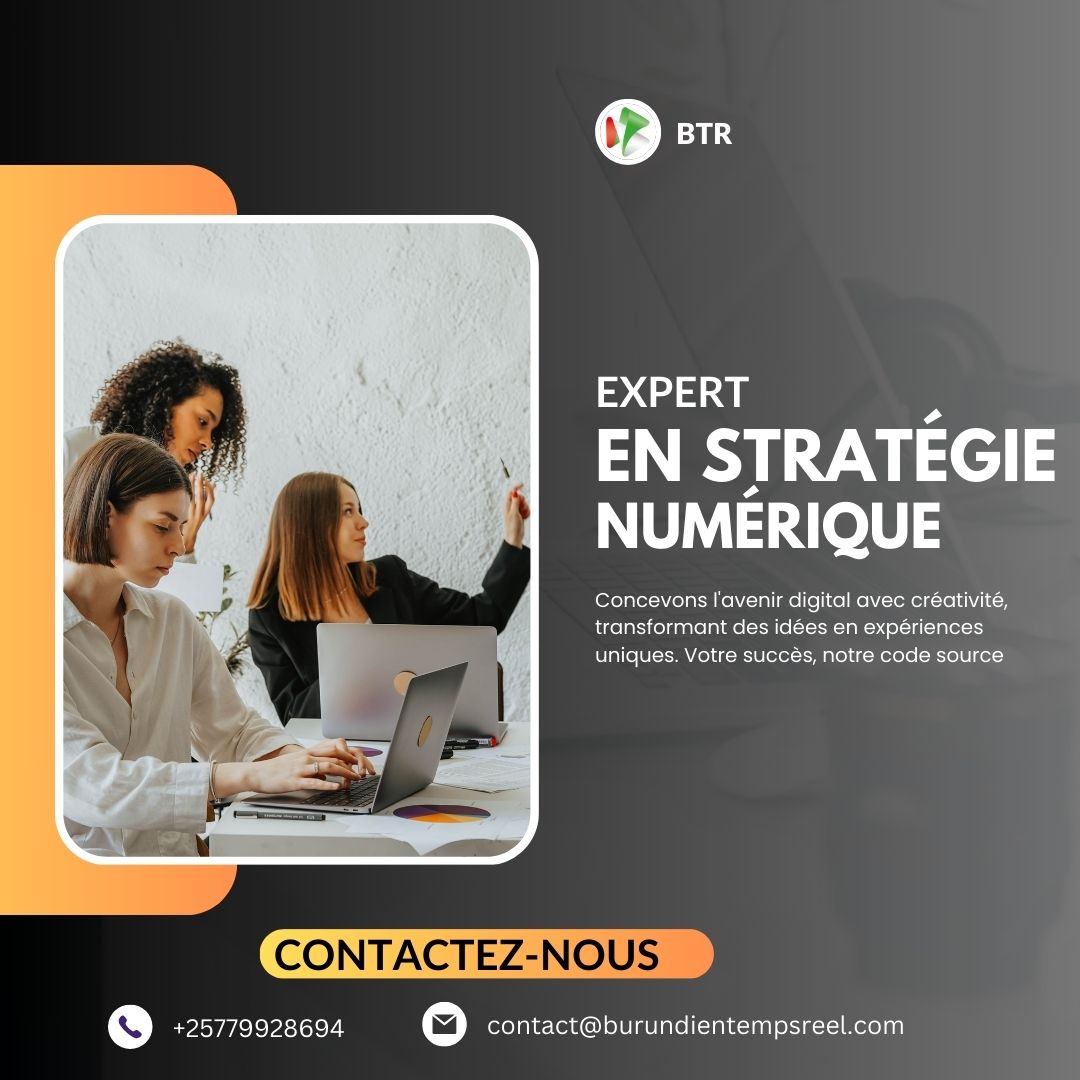 BTR
EXPERT
EN STRATÉGIE
NUMÉRIQUE
Concevons l'avenir digital avec créativité,
transformant des idées en expériences
uniques. Votre succès, notre code source
CONTACTEZ-NOUS
+25779928694
contact@burundientempsreel.com